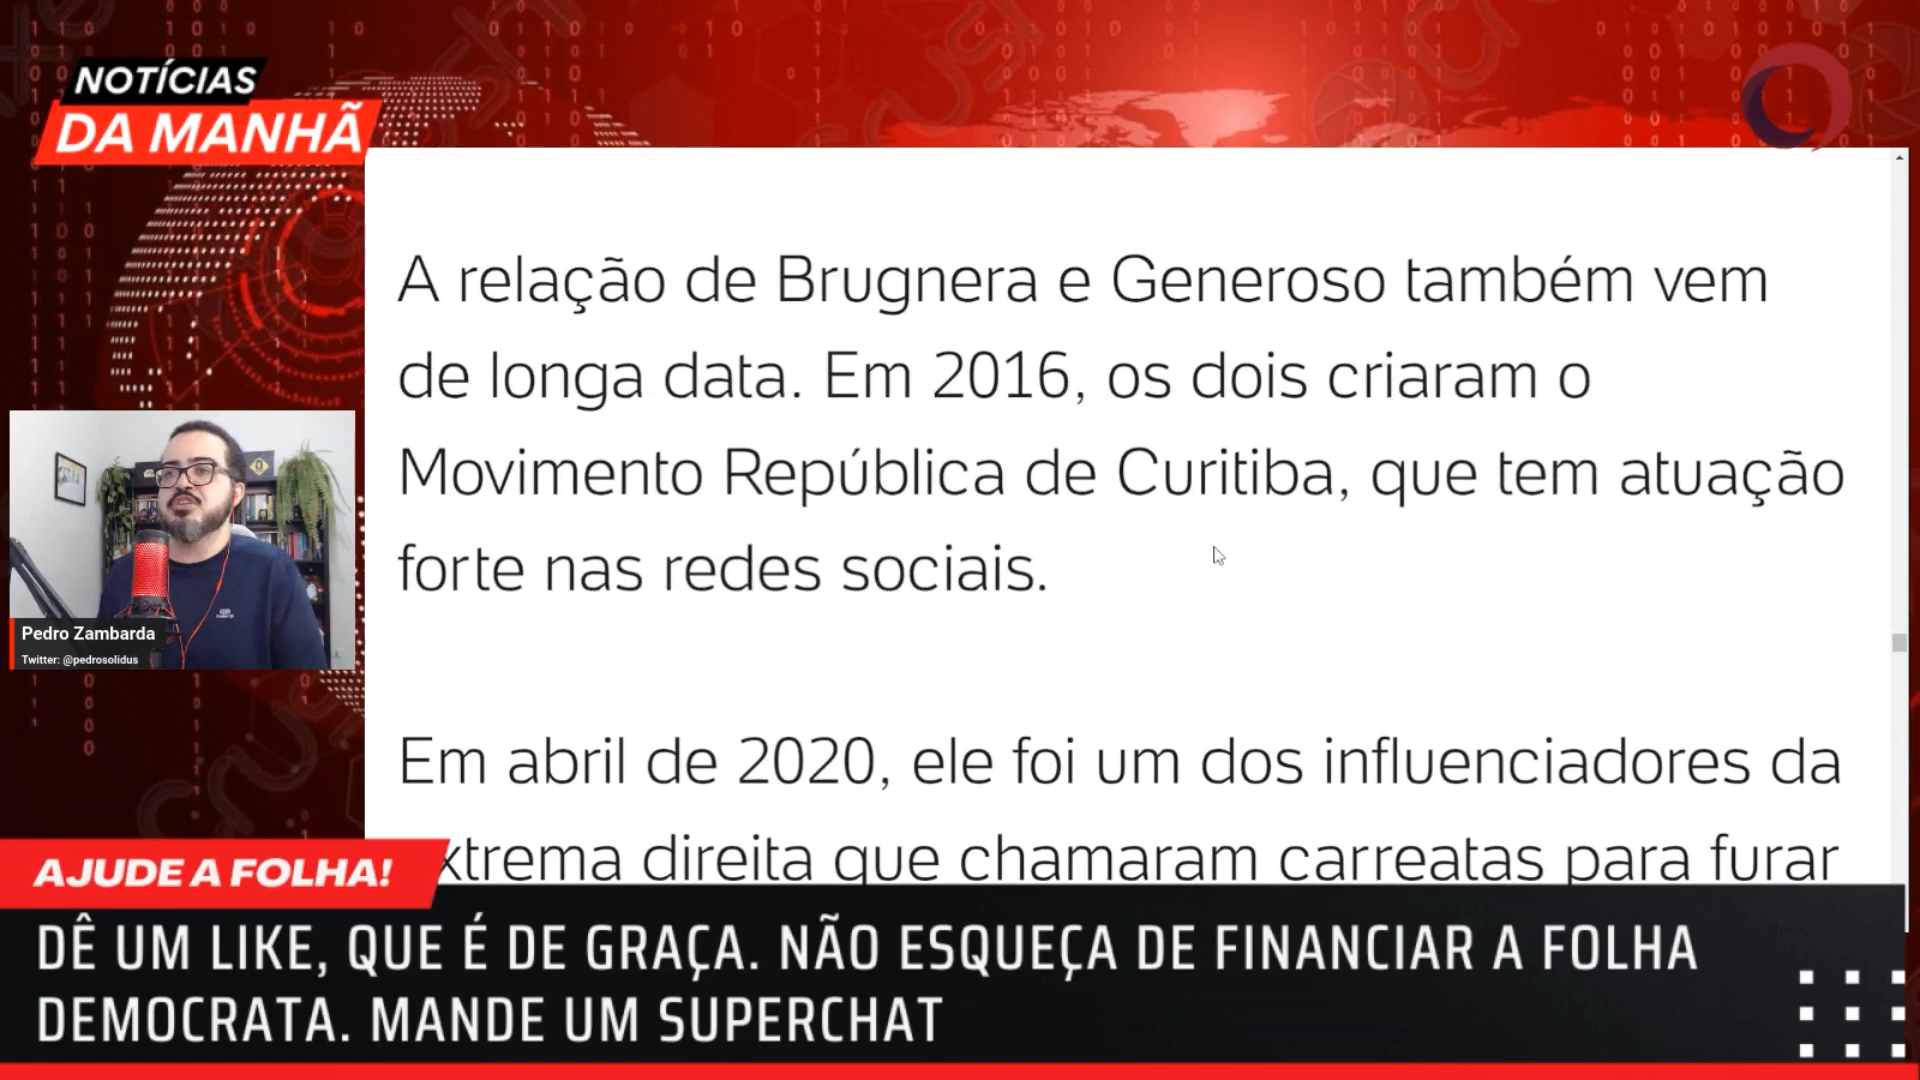 NOTÍCIAS
DA MANHÃ
A relação de Brugnera e Generoso também vem
de longa data. Em 2016, os dois criaram o
Movimento República de Curitiba, que tem atuação
forte nas redes sociais.
Em abril de 2020, ele foi um dos influenciadores da
xtrema direita que chamaram carreatas para furar
Pedro Zambarda
Twitter: @pedrosolidus
AJUDE A FOLHA!
DÊ UM LIKE, QUE É DE GRAÇA. NÃO ESQUEÇA DE FINANCIAR A FOLHA
DEMOCRATA. MANDE UM SUPERCHAT